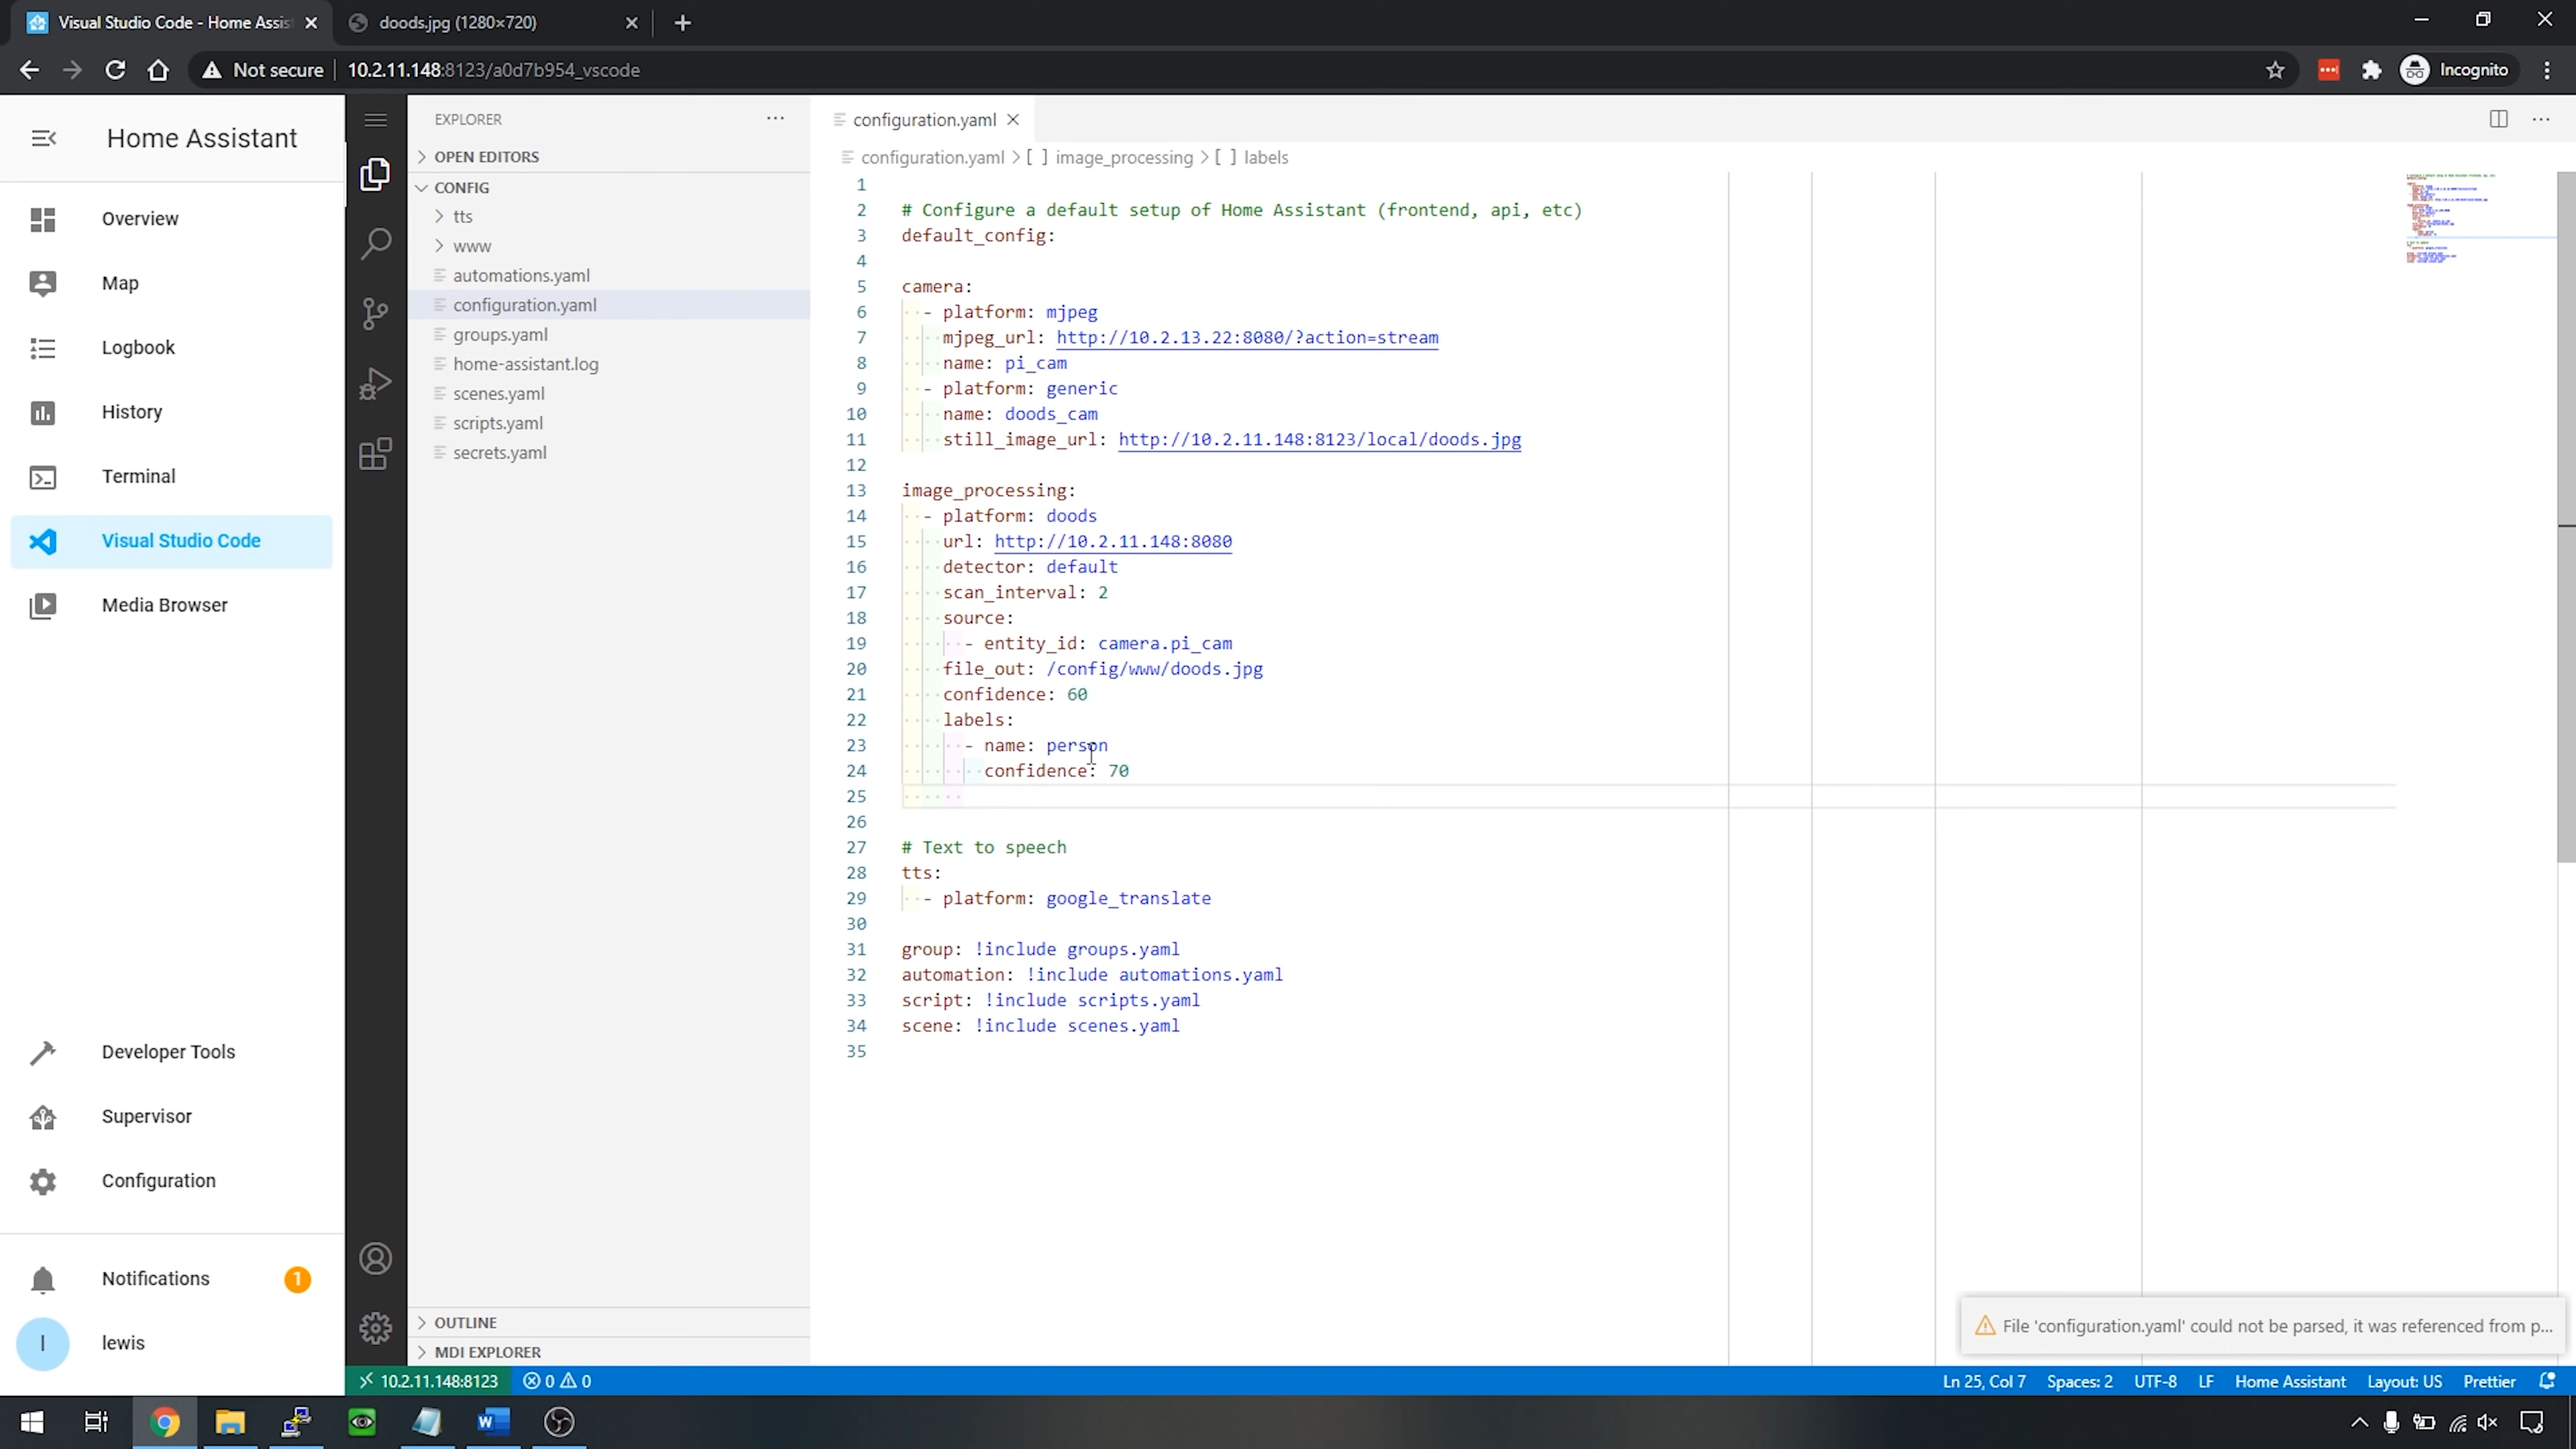 Visual Studio Code - Home Assis
doods.jpg (1280×720)
Not secure
10.2.11.148:8123/a0d7b954_vscode
Incognito
Home Assistant
Overview
Map
Logbook
History
Terminal
Visual Studio Code
Media Browser
Developer Tools
Supervisor
Configuration
Notifications
1
l
lewis
EXPLORER
OPEN EDITORS
CONFIG
tts
www
automations.yaml
configuration.yaml
groups.yaml
home-assistant.log
scenes.yaml
scripts.yaml
secrets.yaml
OUTLINE
MDI EXPLORER
configuration.yaml
configuration.yaml > [ ] image_processing > [ ] labels
1
2 # Configure a default setup of Home Assistant (frontend, api, etc)
3 default_config:
4
5 camera:
6 - platform: mjpeg
7 mjpeg_url: http://10.2.13.22:8080/?action=stream
8 name: pi_cam
9 - platform: generic
10 name: doods_cam
11 still_image_url: http://10.2.11.148:8123/local/doods.jpg
12
13 image_processing:
14 - platform: doods
15 url: http://10.2.11.148:8080
16 detector: default
17 scan_interval: 2
18 source:
19 - entity_id: camera.pi_cam
20 file_out: /config/www/doods.jpg
21 confidence: 60
22 labels:
23 - name: person
24 confidence: 70
25
26
27 # Text to speech
28 tts:
29 - platform: google_translate
30
31 group: !include groups.yaml
32 automation: !include automations.yaml
33 script: !include scripts.yaml
34 scene: !include scenes.yaml
35
File 'configuration.yaml' could not be parsed, it was referenced from p...
10.2.11.148:8123
0 0
Ln 25, Col 7
Spaces: 2
UTF-8
LF
Home Assistant
Layout: US
Prettier